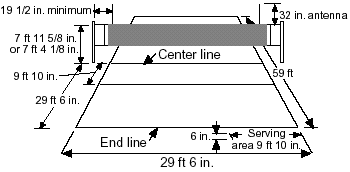 19 1/2 in. minimum
32 in. antenna
7 ft 11 5/8 in.
or 7 ft 4 1/8 in.
Center line
9 ft 10 in.
59 ft
29 ft 6 in.
End line
6 in.
Serving
area 9 ft 10 in.
29 ft 6 in.